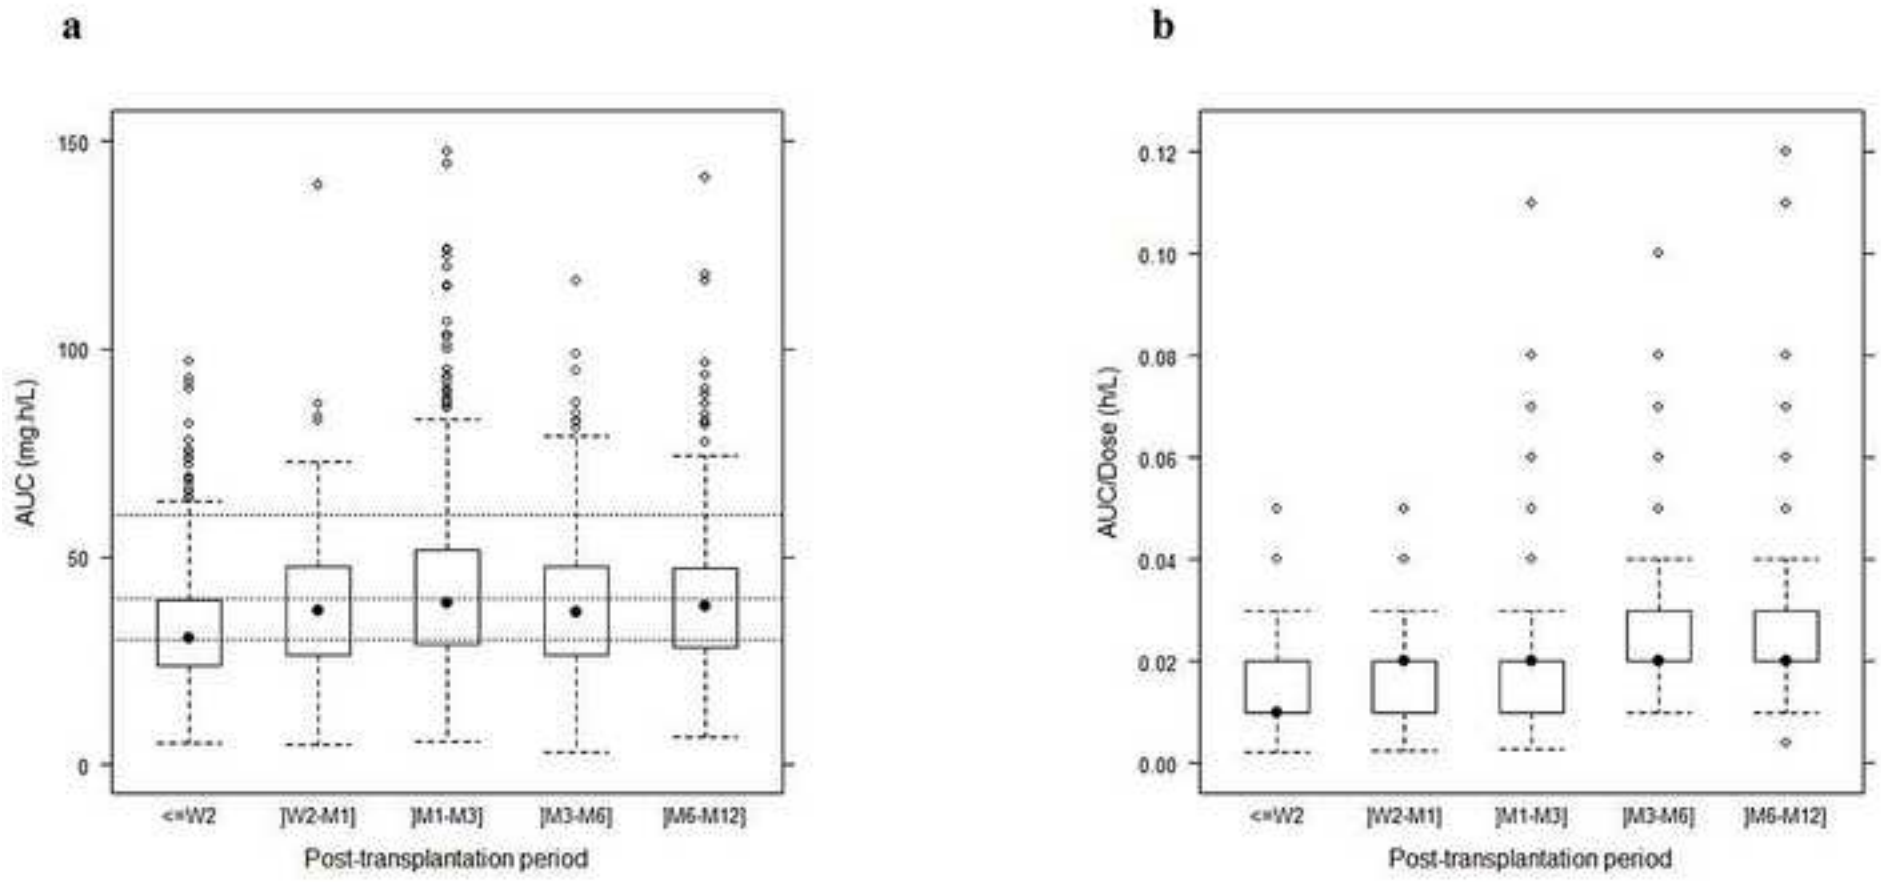 a
b
AUC (mg.h/L)
150
100
50
0
<=W2
]W2-M1]
]M1-M3]
]M3-M6]
]M6-M12]
Post-transplantation period
AUC/Dose (h/L)
0.12
0.10
0.08
0.06
0.04
0.02
0.00
<=W2
]W2-M1]
]M1-M3]
]M3-M6]
]M6-M12]
Post-transplantation period